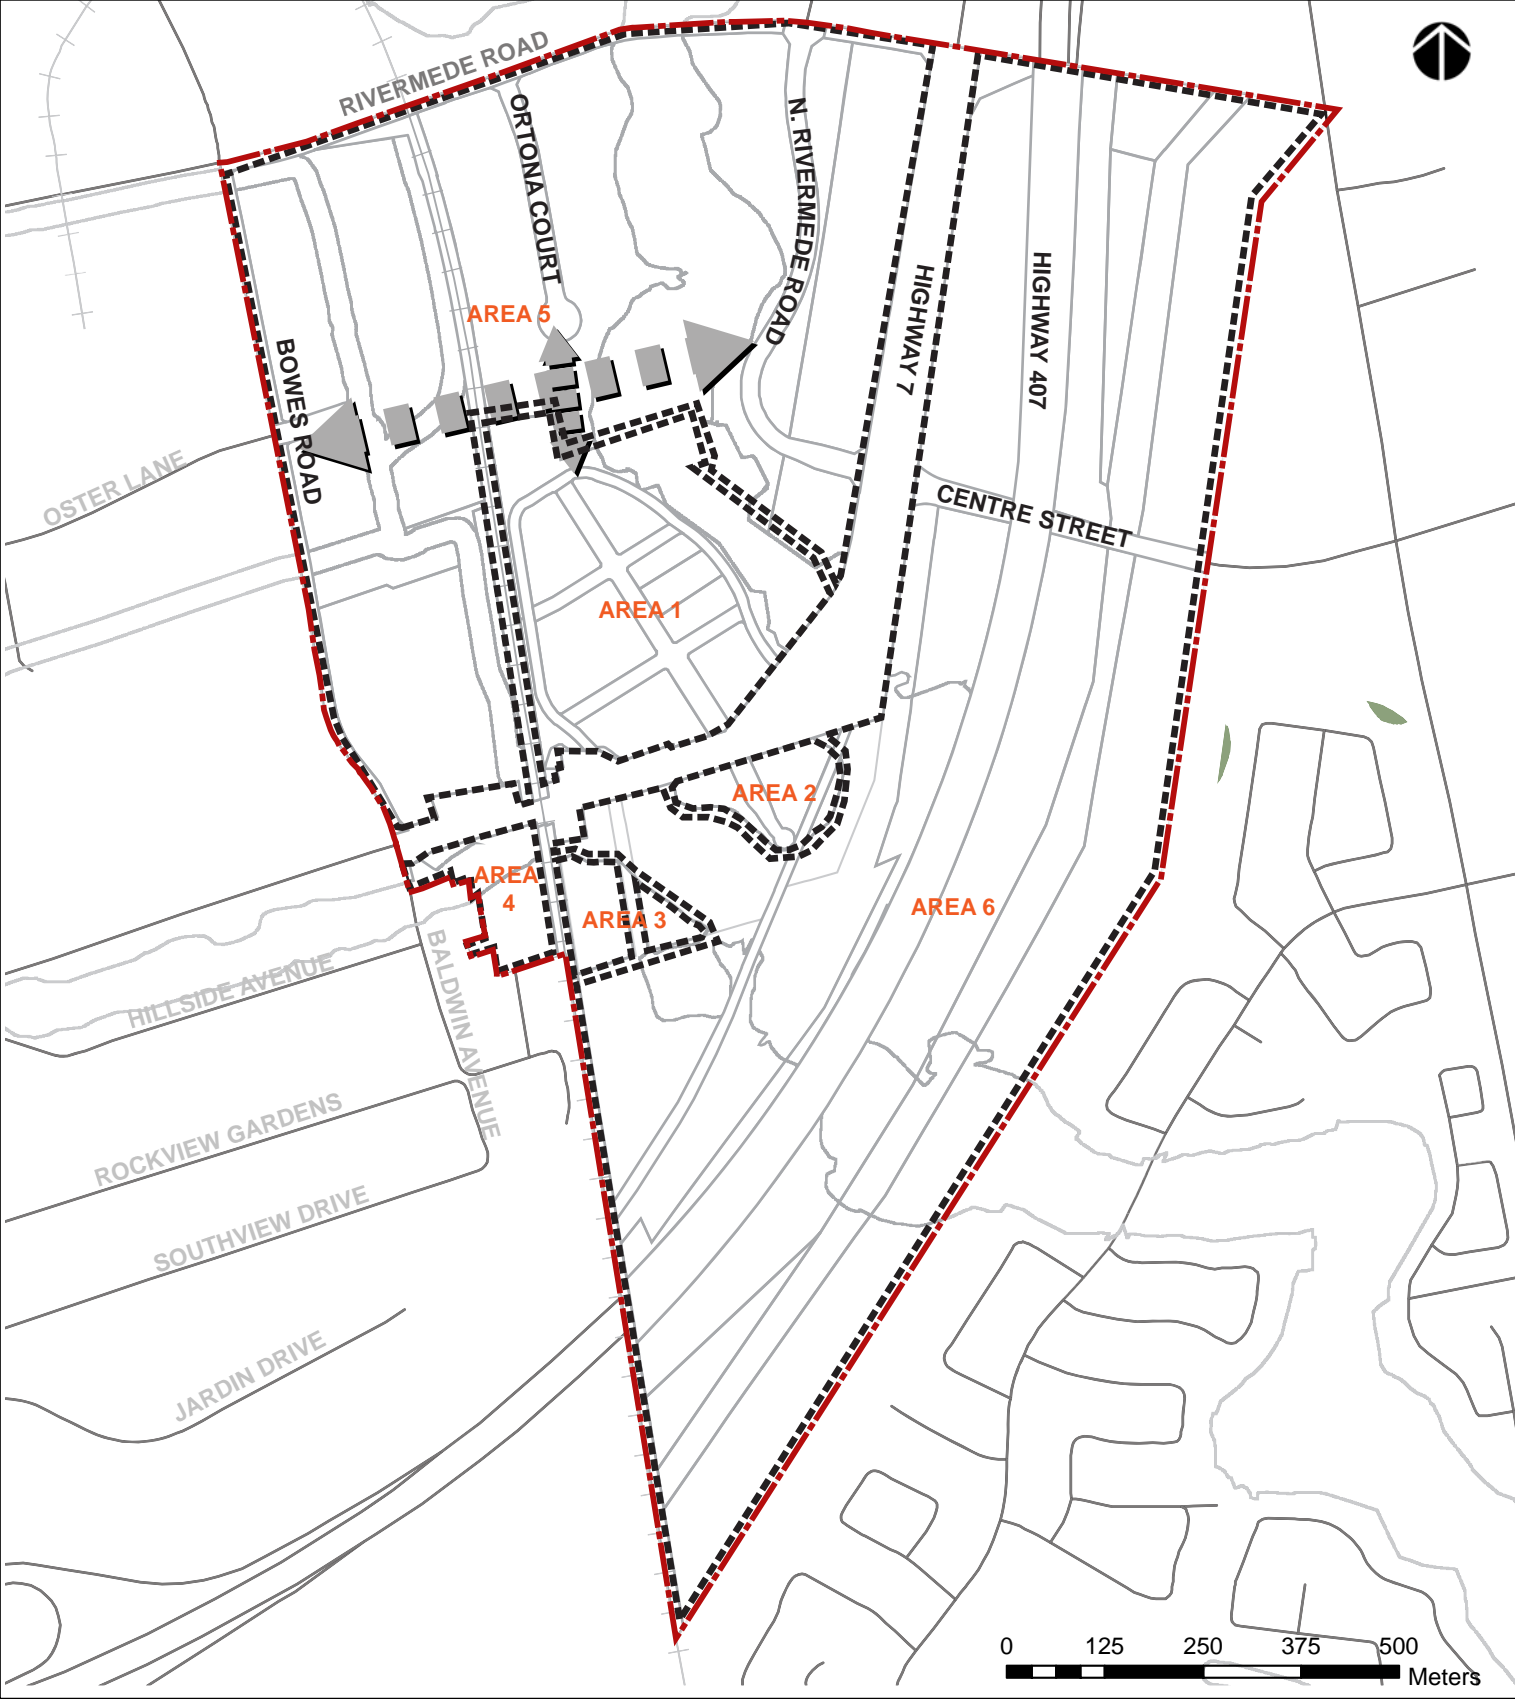 RIVERMEDE ROAD
ORTONA COURT
N. RIVERMEDE ROAD
HIGHWAY 7
HIGHWAY 407
AREA 5
BOWES ROAD
OSTER LANE
CENTRE STREET
AREA 1
AREA 2
AREA
4
AREA 3
AREA 6
HILLSIDE AVENUE
BALDWIN AVENUE
ROCKVIEW GARDENS
SOUTHVIEW DRIVE
JARDIN DRIVE
0 125 250 375 500
Meters